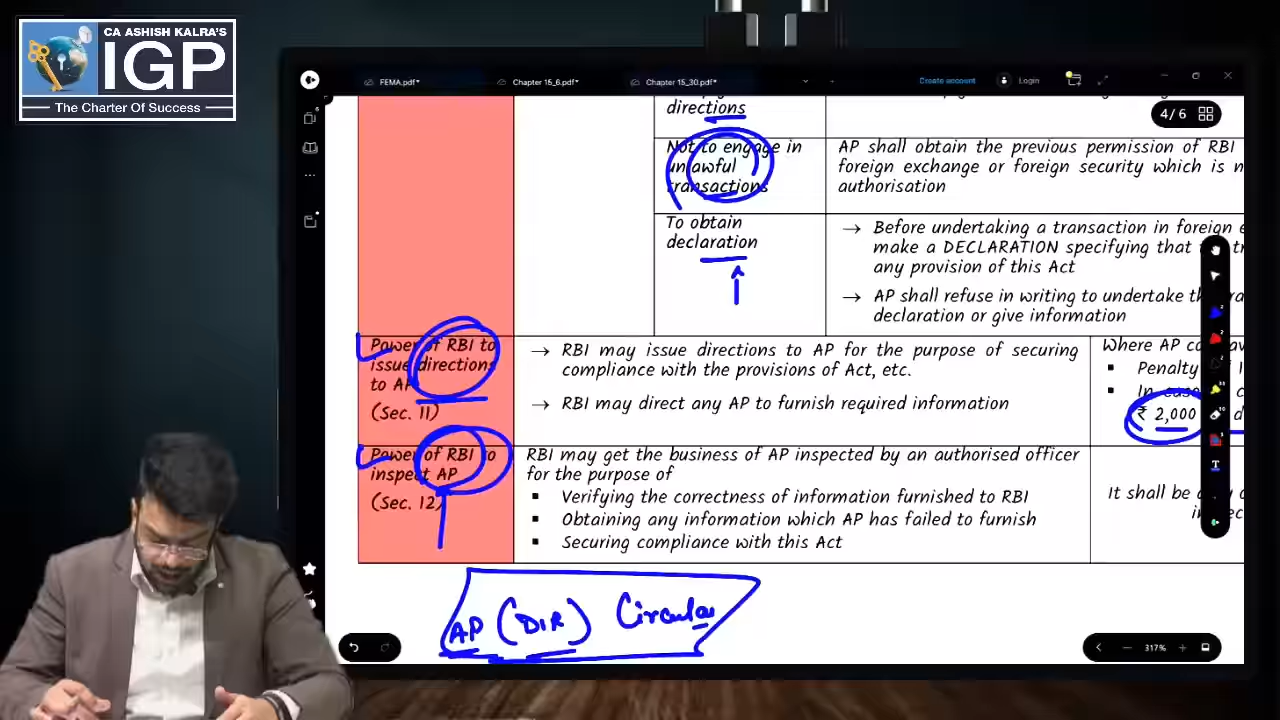 CA ASHISH KALRA'S
IGP
The Charter Of Success
FEMA.pdf*
Chapter 15_6.pdf*
Chapter 15_30.pdf*
Create account
Login
4 / 6
directions
Not to engage in
unlawful
transactions
AP shall obtain the previous permission of RBI
foreign exchange or foreign security which is n
authorisation
To obtain
declaration
→ Before undertaking a transaction in foreign e
make a DECLARATION specifying that
any provision of this Act
→ AP shall refuse in writing to undertake
declaration or give information
Power of RBI to
issue directions
to AP
(Sec. 11)
→ RBI may issue directions to AP for the purpose of securing
compliance with the provisions of Act, etc.
→ RBI may direct any AP to furnish required information
Where AP
▪ Penalty
▪ In case
₹ 2,000
Power of RBI to
inspect AP
(Sec. 12)
RBI may get the business of AP inspected by an authorised officer
for the purpose of
▪ Verifying the correctness of information furnished to RBI
▪ Obtaining any information which AP has failed to furnish
▪ Securing compliance with this Act
It shall be
AP (DIR) Circular
317%